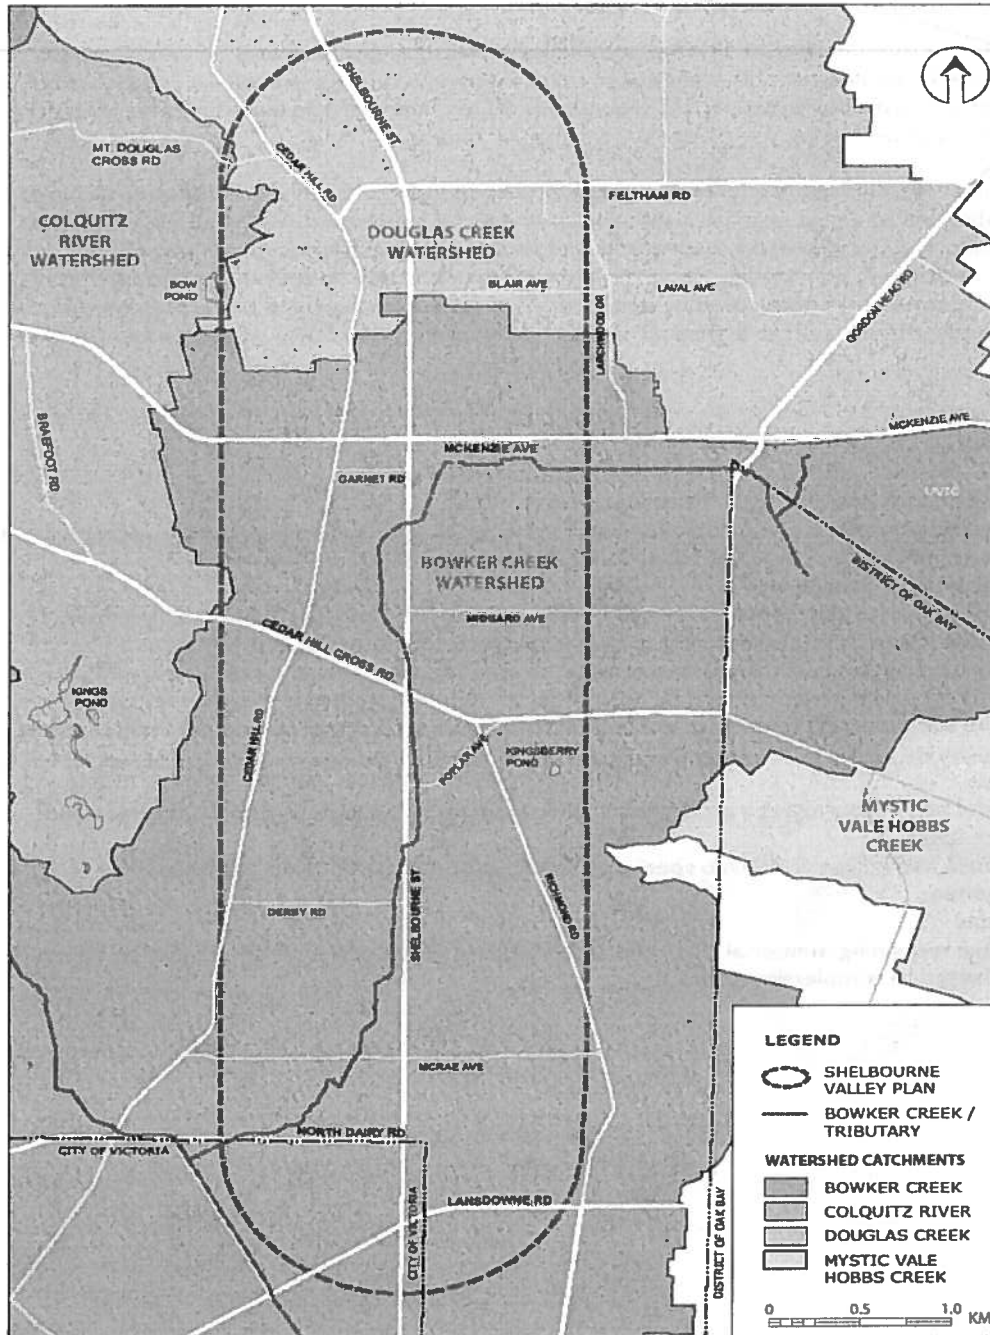 SHELBOURNE ST
MT. DOUGLAS
CROSS RD
CEDAR HILL RD
FELTHAM RD
COLQUITZ
RIVER
WATERSHED
DOUGLAS CREEK
WATERSHED
BOW
POND
BLAIR AVE
LAVAL AVE
LARCHWOOD DR
GORDON HEAD RD
BRAEFOOT RD
MCKENZIE AVE
MCKENZIE AVE
GARNET RD
UVIC
BOWKER CREEK
WATERSHED
DISTRICT OF OAK BAY
MIDGARD AVE
CEDAR HILL CROSS RD
KINGS
POND
CEDAR HILL RD
POPLAR AVE
KINGSBERRY
POND
MYSTIC
VALE HOBBS
CREEK
DERBY RD
SHELBOURNE ST
RICHMOND RD
MCRAE AVE
NORTH DAIRY RD
CITY OF VICTORIA
LANSDOWNE RD
CITY OF VICTORIA
DISTRICT OF OAK BAY
LEGEND
SHELBOURNE
VALLEY PLAN
BOWKER CREEK /
TRIBUTARY
WATERSHED CATCHMENTS
BOWKER CREEK
COLQUITZ RIVER
DOUGLAS CREEK
MYSTIC VALE
HOBBS CREEK
0 0.5 1.0 KM